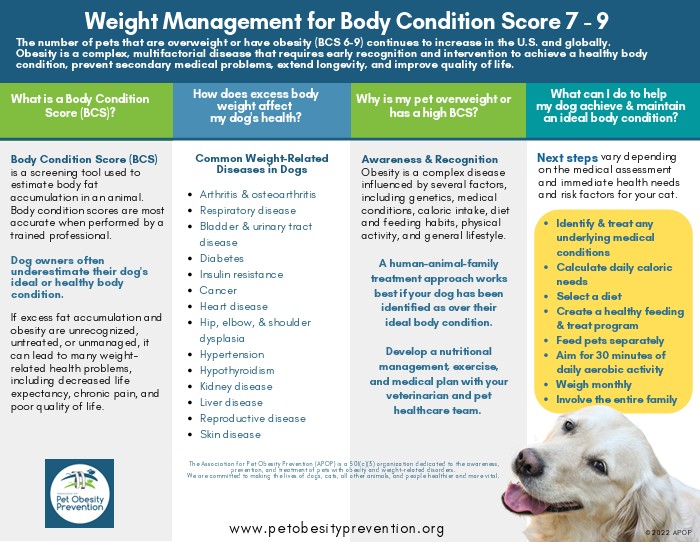 Weight Management for Body Condition Score 7 - 9
The number of pets that are overweight or have obesity (BCS 6-9) continues to increase in the U.S. and globally.
Obesity is a complex, multifactorial disease that requires early recognition and intervention to achieve a healthy body
condition, prevent secondary medical problems, extend longevity, and improve quality of life.
What is a Body Condition
Score (BCS)?
Body Condition Score (BCS)
is a screening tool used to
estimate body fat
accumulation in an animal.
Body condition scores are most
accurate when performed by a
trained professional.
Dog owners often
underestimate their dog's
ideal or healthy body
condition.
If excess fat accumulation and
obesity are unrecognized,
untreated, or unmanaged, it
can lead to many weight-
related health problems,
including decreased life
expectancy, chronic pain, and
poor quality of life.
How does excess body
weight affect
my dog's health?
Common Weight-Related
Diseases in Dogs
• Arthritis & osteoarthritis
• Respiratory disease
• Bladder & urinary tract
disease
• Diabetes
• Insulin resistance
• Cancer
• Heart disease
• Hip, elbow, & shoulder
dysplasia
• Hypertension
• Hypothyroidism
• Kidney disease
• Liver disease
• Reproductive disease
• Skin disease
Why is my pet overweight or
has a high BCS?
Awareness & Recognition
Obesity is a complex disease
influenced by several factors,
including genetics, medical
conditions, caloric intake, diet
and feeding habits, physical
activity, and general lifestyle.
A human-animal-family
treatment approach works
best if your dog has been
identified as over their
ideal body condition.
Develop a nutritional
management, exercise,
and medical plan with your
veterinarian and pet
healthcare team.
What can I do to help
my dog achieve & maintain
an ideal body condition?
Next steps vary depending
on the medical assessment
and immediate health needs
and risk factors for your cat.
• Identify & treat any
underlying medical
conditions
• Calculate daily caloric
needs
• Select a diet
• Create a healthy feeding
& treat program
• Feed pets separately
• Aim for 30 minutes of
daily aerobic activity
• Weigh monthly
• Involve the entire family
The Association for Pet Obesity Prevention (APOP) is a 501(c)(3) organization dedicated to the awareness,
prevention, and treatment of pets with obesity and weight-related disorders.
We are committed to making the lives of dogs, cats, all other animals, and people healthier and more vital.
Pet Obesity
Prevention
www.petobesityprevention.org
©2022 APOP